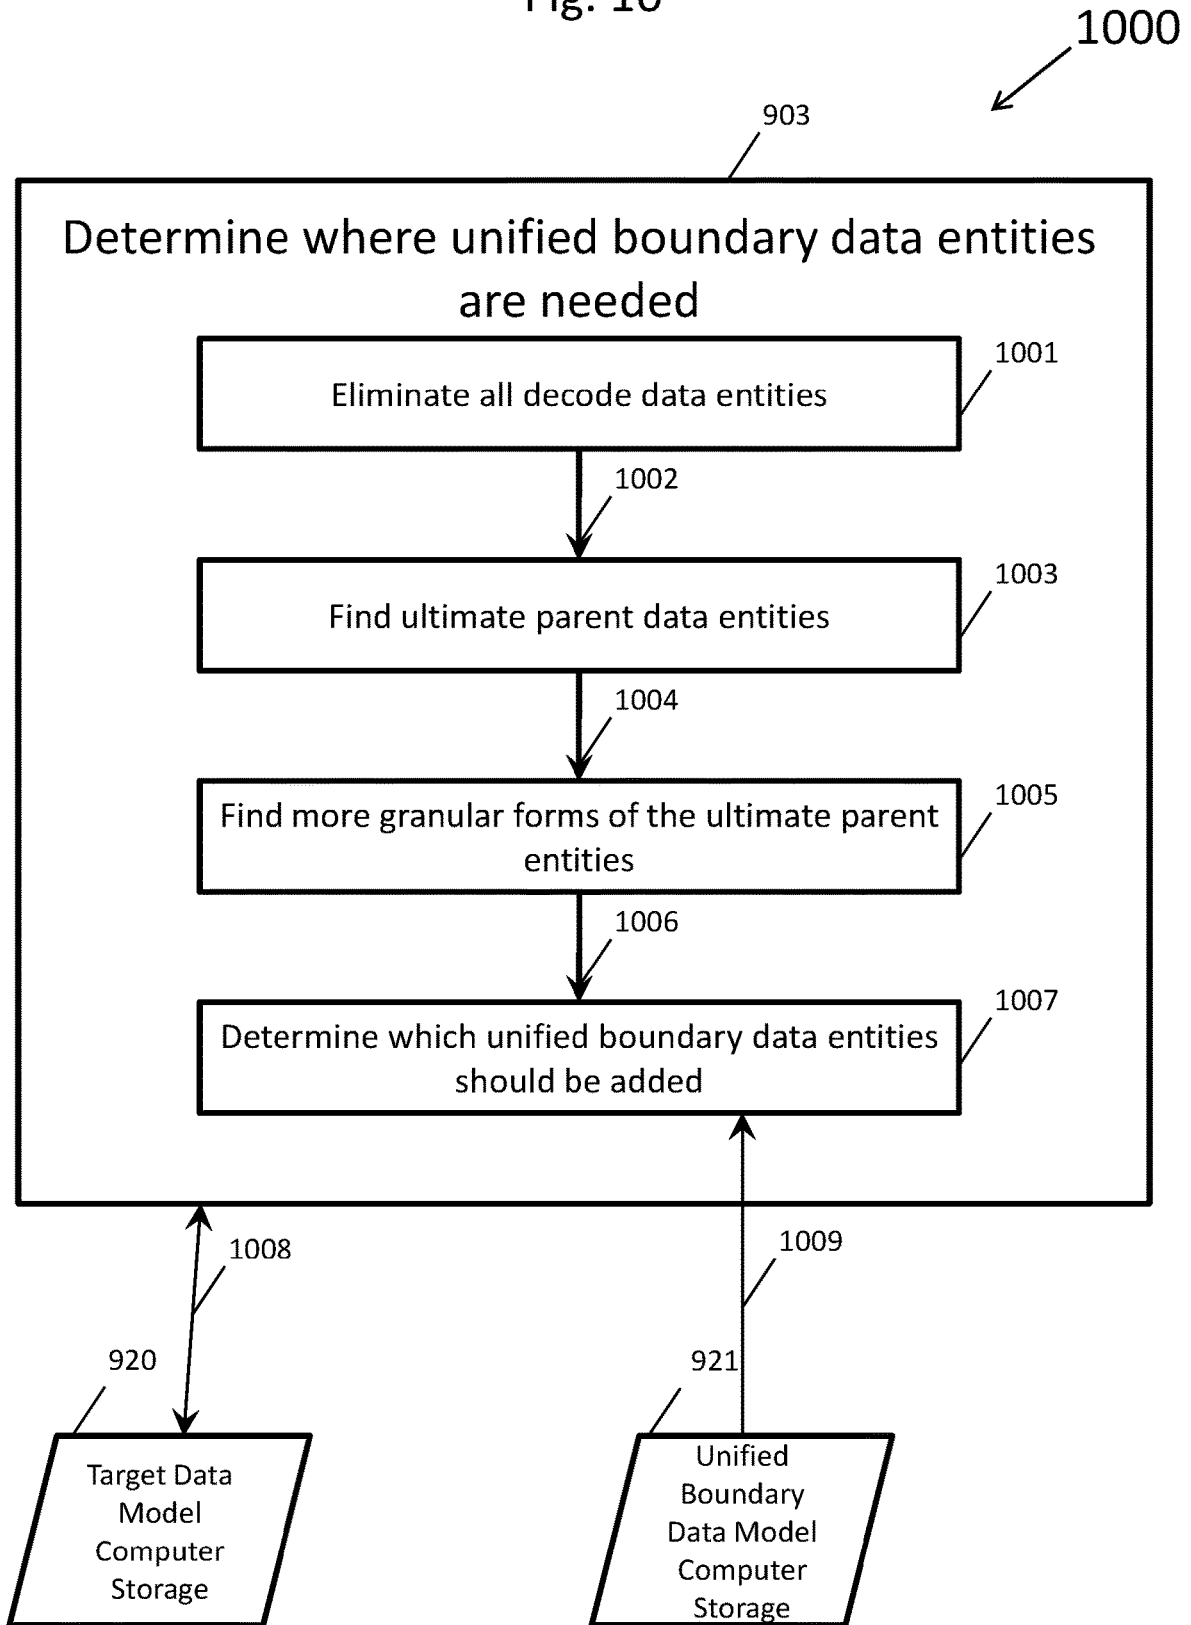 Fig. 10
1000
903
Determine where unified boundary data entities
are needed
1001
Eliminate all decode data entities
1002
1003
Find ultimate parent data entities
1004
1005
Find more granular forms of the ultimate parent
entities
1006
1007
Determine which unified boundary data entities
should be added
1008
1009
920
921
Target Data
Model
Computer
Storage
Unified
Boundary
Data Model
Computer
Storage